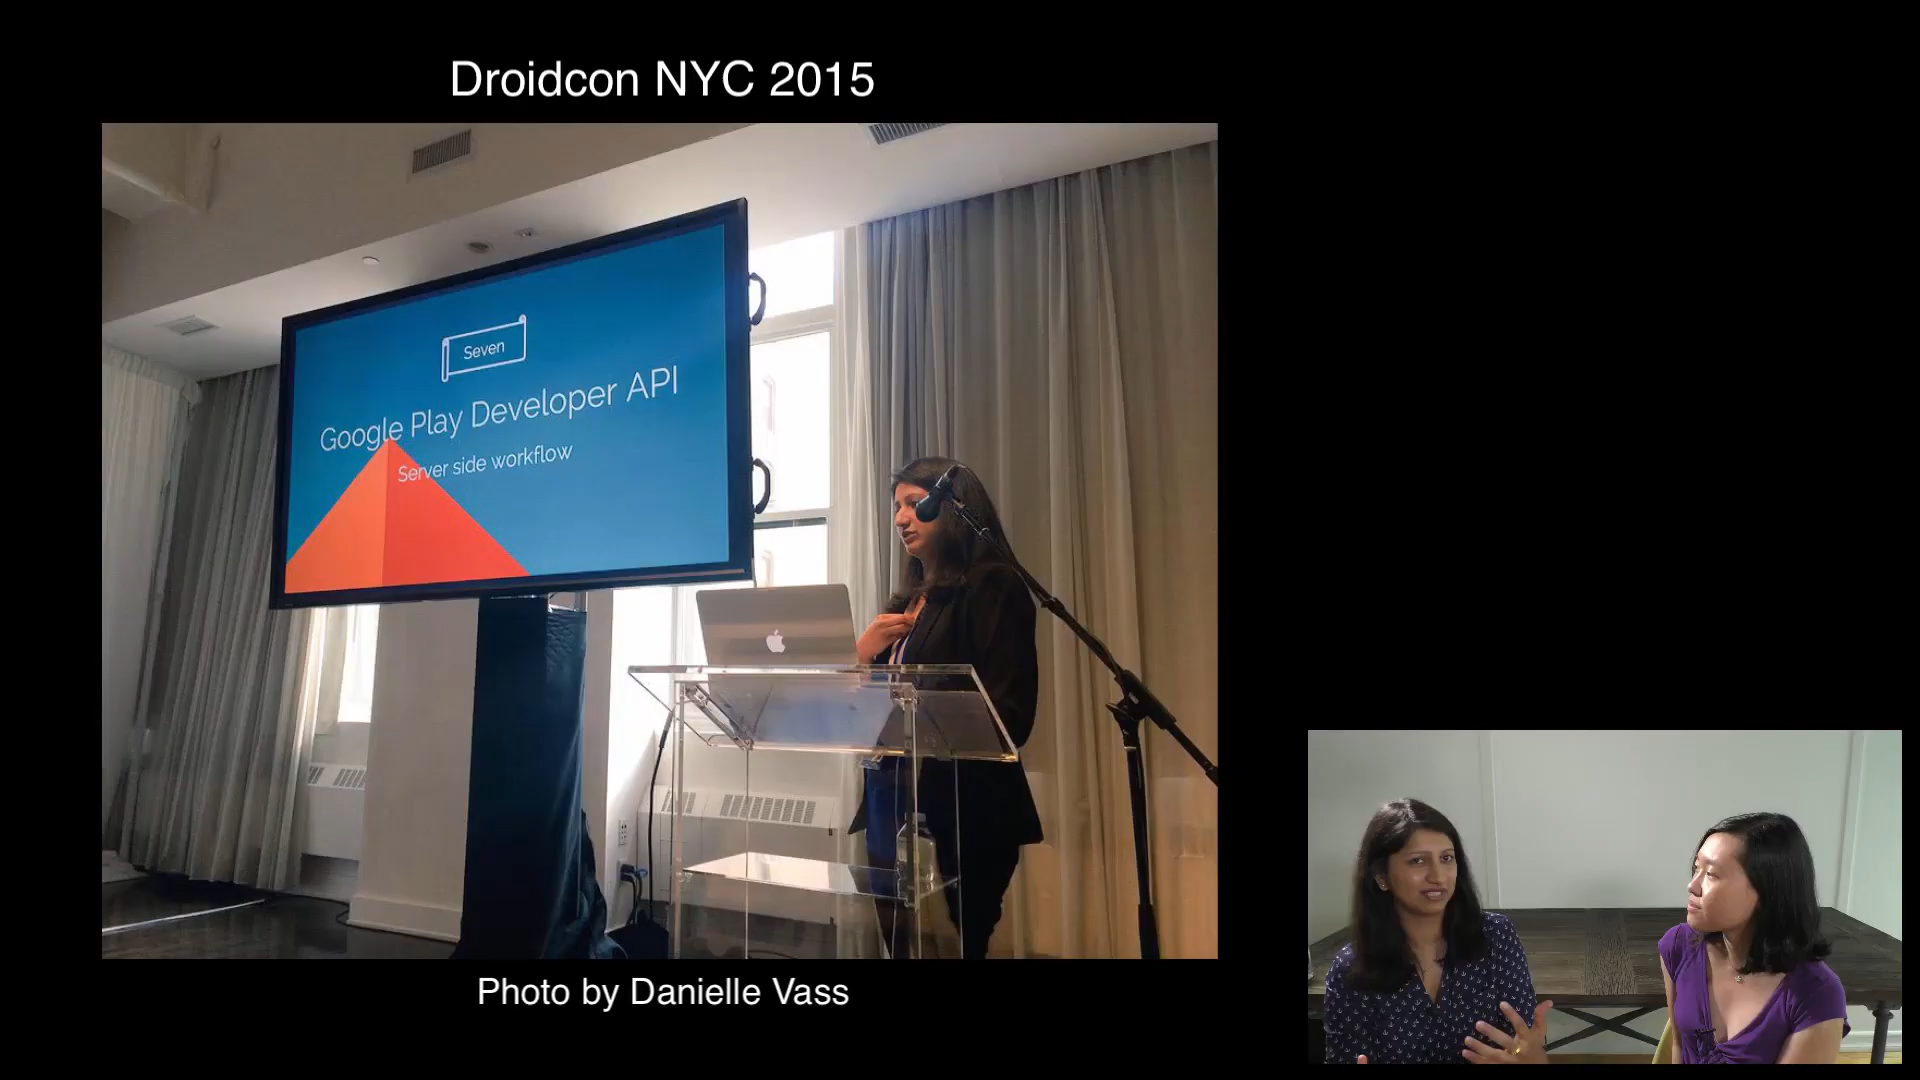 Droidcon NYC 2015
Seven
Google Play Developer API
Server side workflow
Photo by Danielle Vass